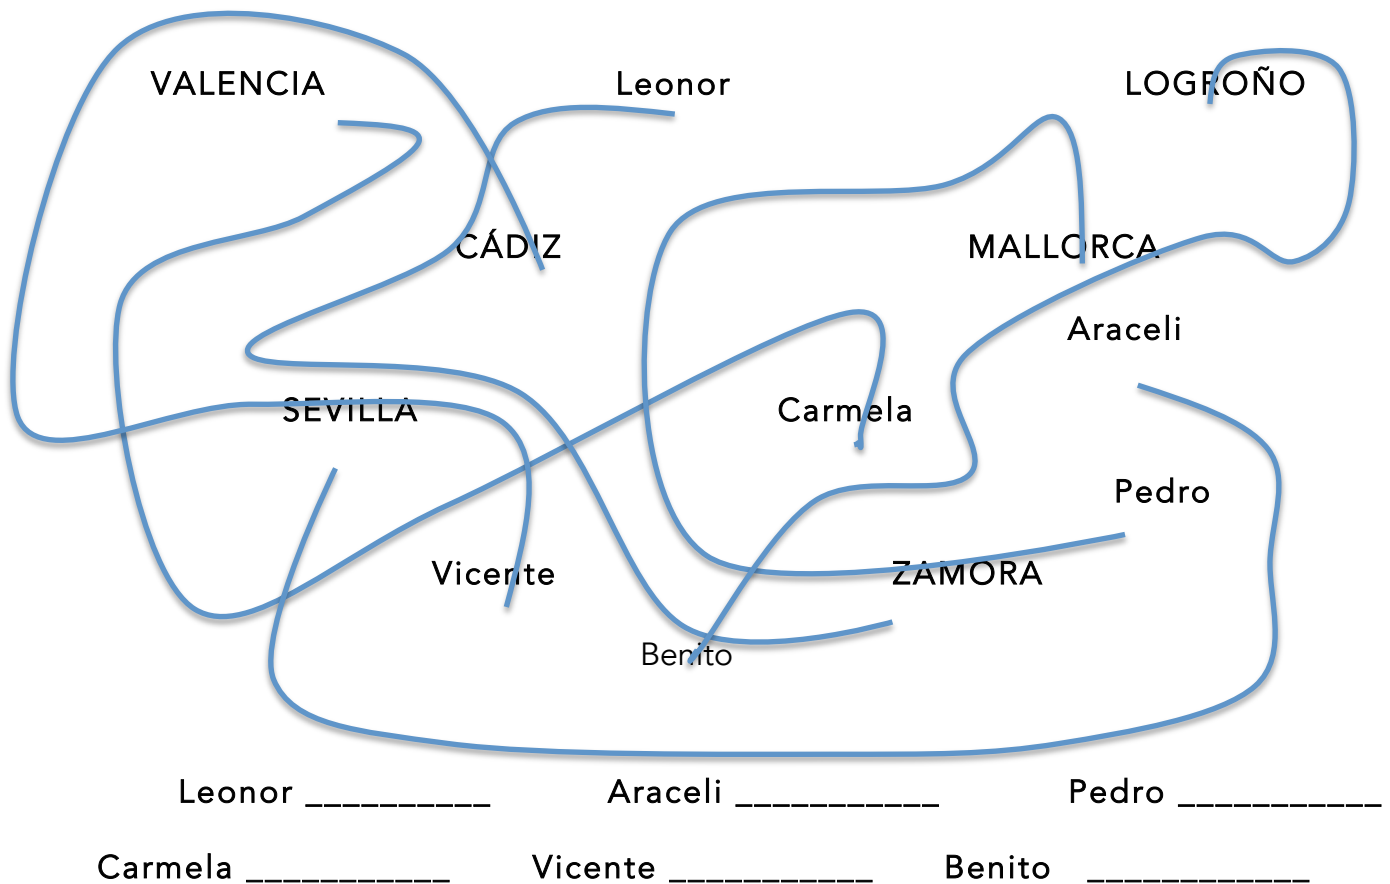 VALENCIA Leonor LOGROÑO
CÁDIZ MALLORCA
Araceli
SEVILLA Carmela
Pedro
Vicente ZAMORA
Benito
Leonor __________ Araceli ___________ Pedro ___________
Carmela ___________ Vicente ___________ Benito ____________